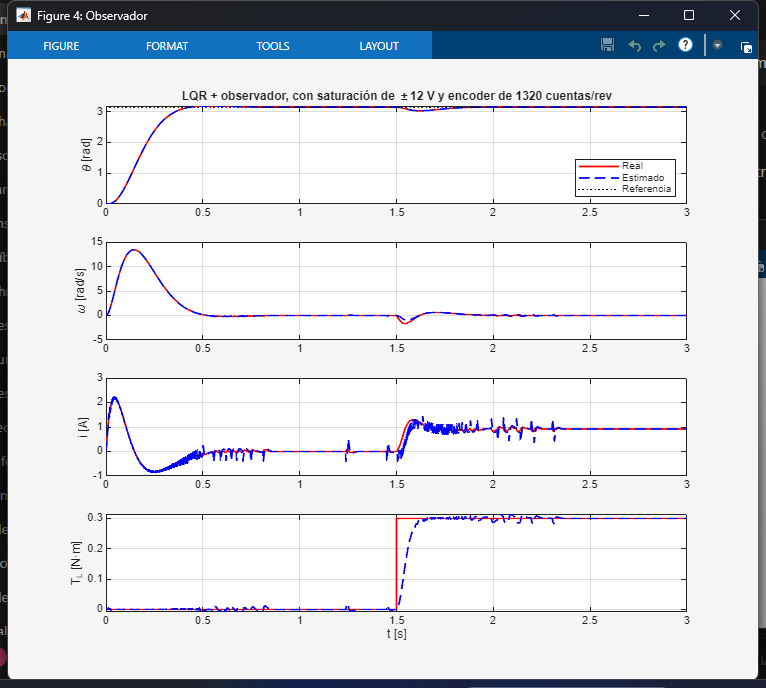 Figure 4: Observador
FIGURE FORMAT TOOLS LAYOUT
LQR + observador, con saturación de ±12 V y encoder de 1320 cuentas/rev
θ [rad]
3
2
1
0
0 0.5 1 1.5 2 2.5 3
Real
Estimado
Referencia
ω [rad/s]
15
10
5
0
-5
0 0.5 1 1.5 2 2.5 3
i [A]
3
2
1
0
-1
0 0.5 1 1.5 2 2.5 3
T_L [N·m]
0.3
0.2
0.1
0
0 0.5 1 1.5 2 2.5 3
t [s]